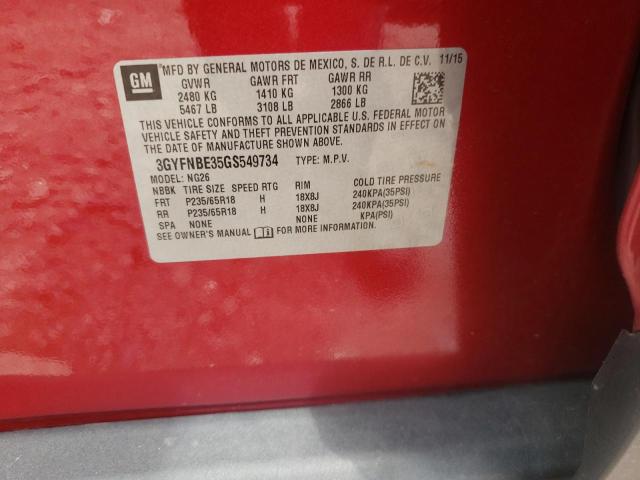 GM
MFD BY GENERAL MOTORS DE MEXICO, S. DE R.L. DE C.V. 11/15
GVWR GAWR FRT GAWR RR
2480 KG 1410 KG 1300 KG
5467 LB 3108 LB 2866 LB
THIS VEHICLE CONFORMS TO ALL APPLICABLE U.S. FEDERAL MOTOR
VEHICLE SAFETY AND THEFT PREVENTION STANDARDS IN EFFECT ON THE
DATE OF MANUFACTURE SHOWN ABOVE.
3GYFNBE35GS549734 TYPE: M.P.V.
MODEL: NG26
NBBK TIRE SIZE SPEED RTG RIM COLD TIRE PRESSURE
FRT P235/65R18 H 18X8J 240KPA(35PSI)
RR P235/65R18 H 18X8J 240KPA(35PSI)
SPA NONE NONE KPA(PSI)
SEE OWNER'S MANUAL FOR MORE INFORMATION.